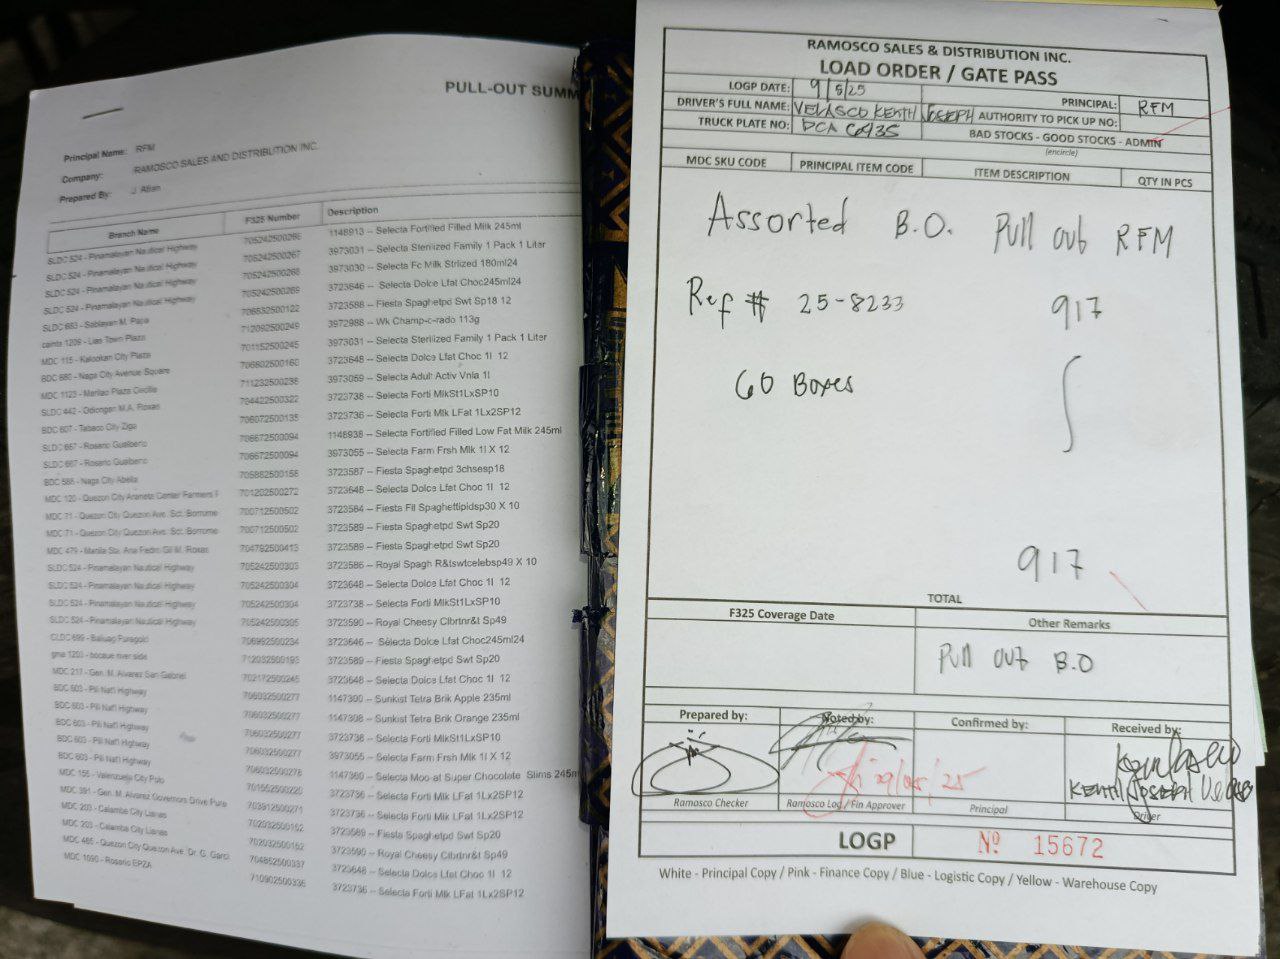 PULL-OUT SUMM
Principal Name: RFM
Company: RAMOSCO SALES AND DISTRIBUTION INC.
Prepared By: J Atian
Branch Name F325 Number Description
SLDC 524 - Pinamalayan Nautical Highway 705242500266 1148913 -- Selecta Fortified Filled Milk 245ml
SLDC 524 - Pinamalayan Nautical Highway 705242500267 3973031 -- Selecta Sterilized Family 1 Pack 1 Liter
SLDC 524 - Pinamalayan Nautical Highway 705242500268 3973030 -- Selecta Fc Milk Strlized 180ml24
SLDC 524 - Pinamalayan Nautical Highway 705242500269 3723646 -- Selecta Dolce Lfat Choc245ml24
SLDC 683 - Sablayan M. Papa 706832500122 3723588 -- Fiesta Spaghetpd Swt Sp18 12
cainta 1209 - Lias Town Plaza 712092500249 3972988 -- Wk Champ-c-rado 113g
MDC 115 - Kalookan City Plaza 701152500245 3973031 -- Selecta Sterilized Family 1 Pack 1 Liter
BDC 680 - Naga City Avenue Square 706802500160 3723648 -- Selecta Dolce Lfat Choc 1l 12
MDC 1123 - Marilao Plaza Cecilia 711232500238 3973059 -- Selecta Adult Activ Vnla 1l
SLDC 442 - Odiongan M.A. Roxas 704422500322 3723738 -- Selecta Forti MlkSt1LxSP10
BDC 607 - Tabaco City Ziga 706072500135 3723736 -- Selecta Forti Mlk LFat 1Lx2SP12
SLDC 667 - Rosario Gualberto 706672500094 1148938 -- Selecta Fortified Filled Low Fat Milk 245ml
SLDC 667 - Rosario Gualberto 706672500094 3973055 -- Selecta Farm Frsh Mlk 1l X 12
BDC 588 - Naga City Abella 705882500158 3723587 -- Fiesta Spaghetpd 3chsesp18
MDC 120 - Quezon City Araneta Center Farmers F 701202500272 3723648 -- Selecta Dolce Lfat Choc 1l 12
MDC 71 - Quezon City Quezon Ave. Sct. Borrome 700712500502 3723584 -- Fiesta Fil Spaghettipidsp30 X 10
MDC 71 - Quezon City Quezon Ave. Sct. Borrome 700712500502 3723589 -- Fiesta Spaghetpd Swt Sp20
MDC 479 - Manila Sta. Ana Pedro Gil M. Roxas 704792500413 3723589 -- Fiesta Spaghetpd Swt Sp20
SLDC 524 - Pinamalayan Nautical Highway 705242500303 3723586 -- Royal Spagh R&tswtcelebsp49 X 10
SLDC 524 - Pinamalayan Nautical Highway 705242500304 3723648 -- Selecta Dolce Lfat Choc 1l 12
SLDC 524 - Pinamalayan Nautical Highway 705242500304 3723738 -- Selecta Forti MlkSt1LxSP10
SLDC 524 - Pinamalayan Nautical Highway 705242500305 3723590 -- Royal Cheesy Clbrtnr&t Sp49
CLDC 699 - Baliuag Furagold 706992500234 3723646 -- Selecta Dolce Lfat Choc245ml24
gma 1203 - bocaue river side 712032500193 3723589 -- Fiesta Spaghetpd Swt Sp20
MDC 217 - Gen. M. Alvarez San Gabriel 702172500245 3723648 -- Selecta Dolce Lfat Choc 1l 12
BDC 603 - Pili Nat'l Highway 706032500277 1147390 -- Sunkist Tetra Brik Apple 235ml
BDC 603 - Pili Nat'l Highway 706032500277 1147308 -- Sunkist Tetra Brik Orange 235ml
BDC 603 - Pili Nat'l Highway 706032500277 3723738 -- Selecta Forti MlkSt1LxSP10
BDC 603 - Pili Nat'l Highway 706032500277 3973055 -- Selecta Farm Frsh Mlk 1l X 12
BDC 603 - Pili Nat'l Highway 706032500278 1147360 -- Selecta Moo-at Super Chocolate Slims 245m
MDC 155 - Valenzuela City Polo 701552500220 3723736 -- Selecta Forti Mlk LFat 1Lx2SP12
MDC 391 - Gen. M. Alvarez Governors Drive Pure 703912500271 3723736 -- Selecta Forti Mlk LFat 1Lx2SP12
MDC 203 - Calamba City Lianas 702032500152 3723589 -- Fiesta Spaghetpd Swt Sp20
MDC 203 - Calamba City Lianas 702032500152 3723590 -- Royal Cheesy Clbrtnr&t Sp49
MDC 485 - Quezon City Quezon Ave. Dr. G. Garci 704852500337 3723648 -- Selecta Dolce Lfat Choc 1l 12
MDC 1090 - Rosario EPZA 710902500336 3723736 -- Selecta Forti Mlk LFat 1Lx2SP12
RAMOSCO SALES & DISTRIBUTION INC.
LOAD ORDER / GATE PASS
LOGP DATE: 9/5/25 PRINCIPAL: RFM
DRIVER'S FULL NAME: VELASCO KENTH JOSEPH AUTHORITY TO PICK UP NO:
TRUCK PLATE NO: DCA 6935 BAD STOCKS - GOOD STOCKS - ADMIN
(encircle)
MDC SKU CODE PRINCIPAL ITEM CODE ITEM DESCRIPTION QTY IN PCS
Assorted B.O. Pull out RFM
Ref # 25-8233 917
60 Boxes
917
TOTAL
F325 Coverage Date Other Remarks
Pull out B.O
Prepared by: Noted by: Confirmed by: Received by:
29/05/25
KENTH JOSEPH
Ramosco Checker Ramosco Log / Fin Approver Principal Driver
LOGP Nº 15672
White - Principal Copy / Pink - Finance Copy / Blue - Logistic Copy / Yellow - Warehouse Copy